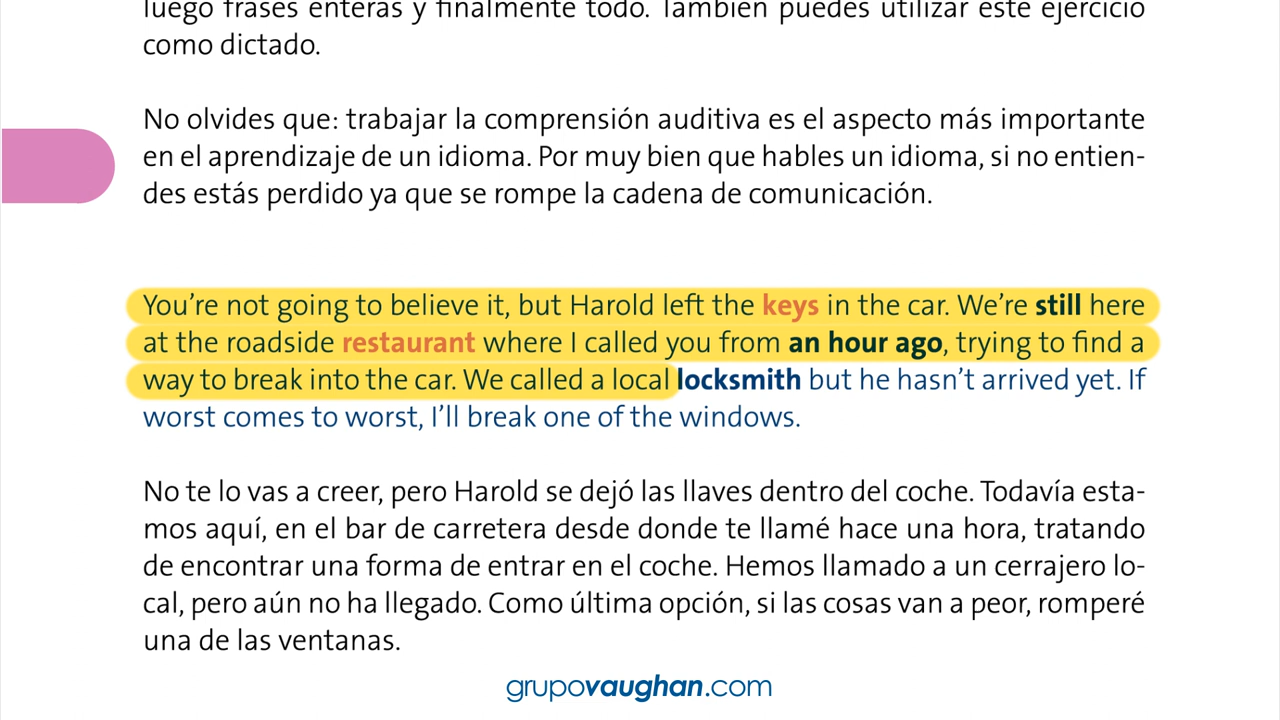 luego frases enteras y finalmente todo. También puedes utilizar este ejercicio
como dictado.
No olvides que: trabajar la comprensión auditiva es el aspecto más importante
en el aprendizaje de un idioma. Por muy bien que hables un idioma, si no entien-
des estás perdido ya que se rompe la cadena de comunicación.
You're not going to believe it, but Harold left the keys in the car. We're still here
at the roadside restaurant where I called you from an hour ago, trying to find a
way to break into the car. We called a local locksmith but he hasn't arrived yet. If
worst comes to worst, I'll break one of the windows.
No te lo vas a creer, pero Harold se dejó las llaves dentro del coche. Todavía esta-
mos aquí, en el bar de carretera desde donde te llamé hace una hora, tratando
de encontrar una forma de entrar en el coche. Hemos llamado a un cerrajero lo-
cal, pero aún no ha llegado. Como última opción, si las cosas van a peor, romperé
una de las ventanas.
grupovaughan.com